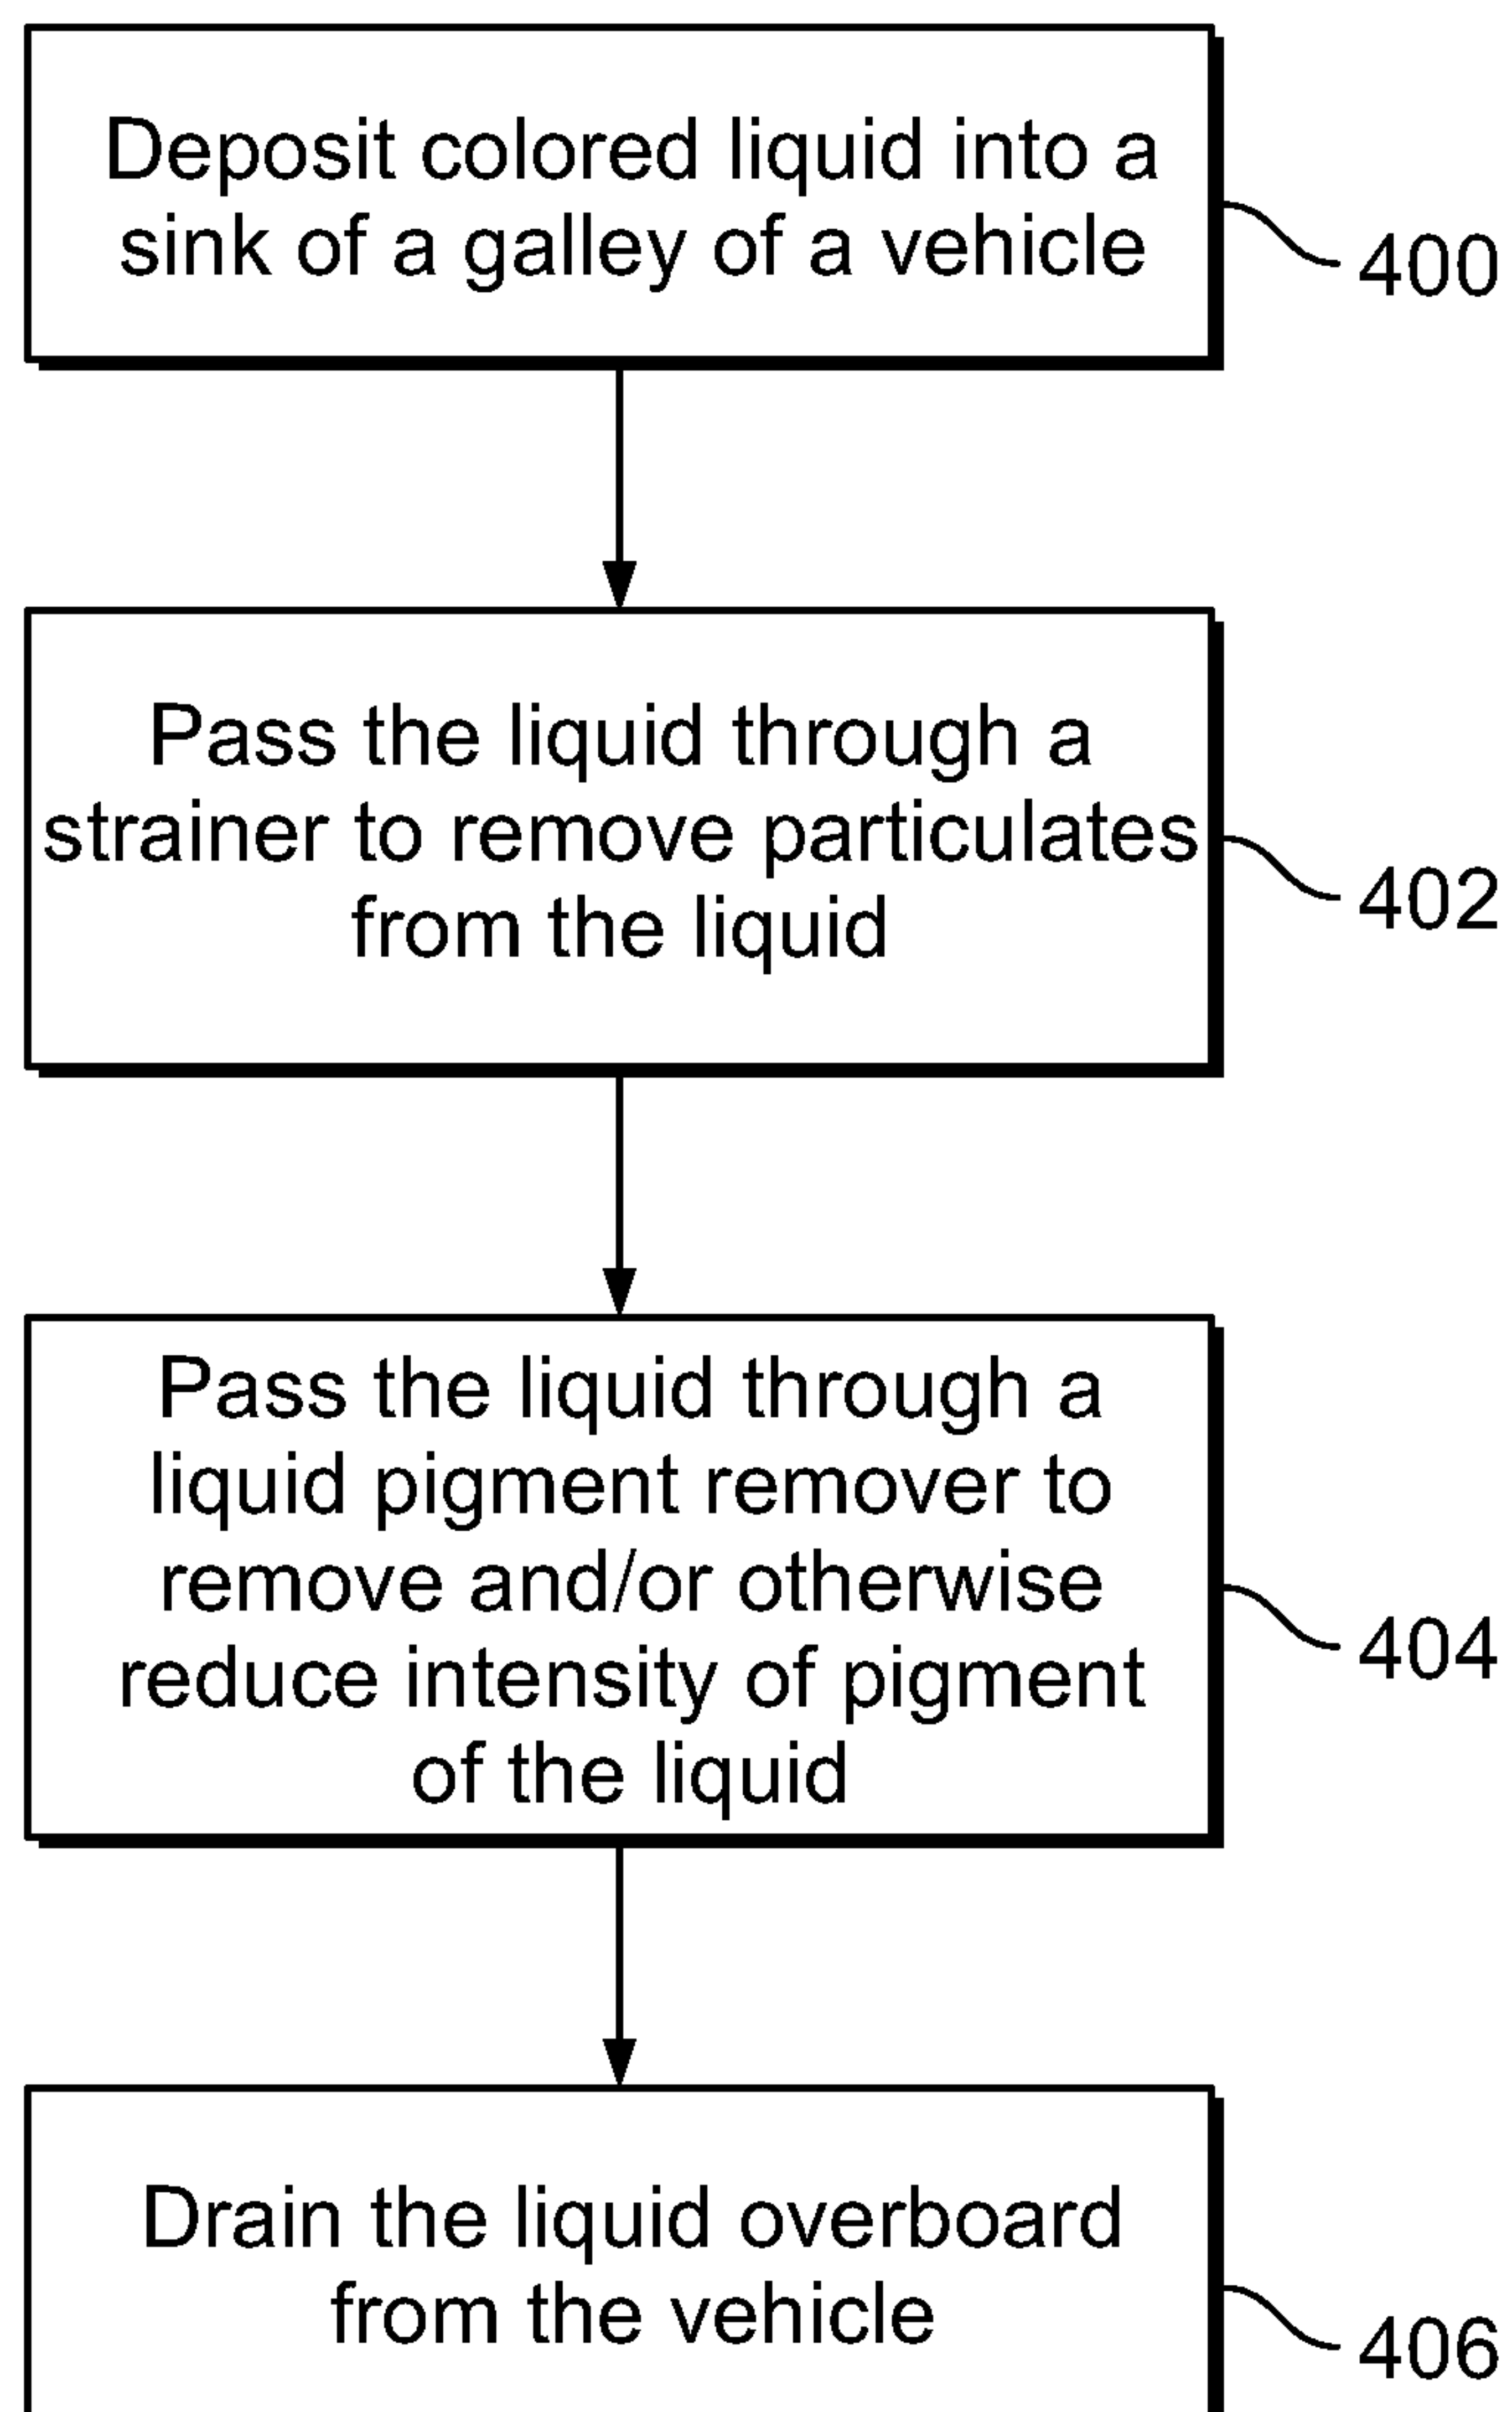 Deposit colored liquid into a
sink of a galley of a vehicle
400
Pass the liquid through a
strainer to remove particulates
from the liquid
402
Pass the liquid through a
liquid pigment remover to
remove and/or otherwise
reduce intensity of pigment
of the liquid
404
Drain the liquid overboard
from the vehicle
406